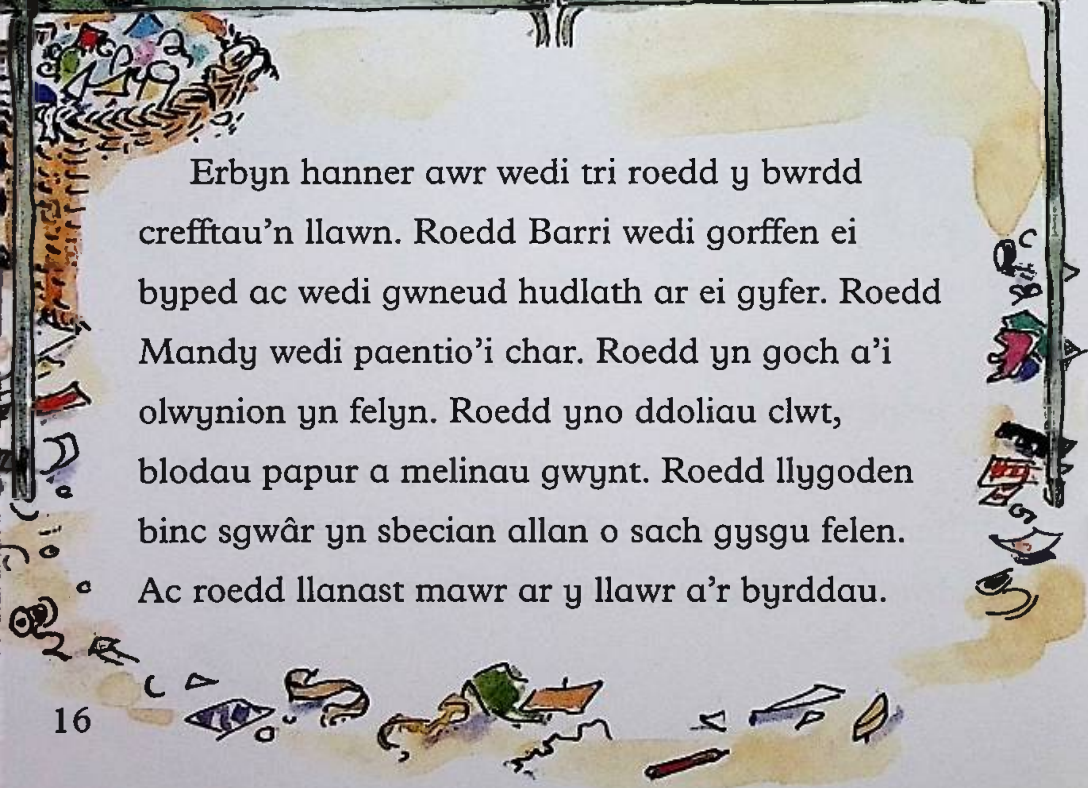 Erbyn hanner awr wedi tri roedd y bwrdd
crefftau'n llawn. Roedd Barri wedi gorffen ei
byped ac wedi gwneud hudlath ar ei gyfer. Roedd
Mandy wedi paentio'i char. Roedd yn goch a'i
olwynion yn felyn. Roedd yno ddoliau clwt,
blodau papur a melinau gwynt. Roedd llygoden
binc sgwâr yn sbecian allan o sach gysgu felen.
Ac roedd llanast mawr ar y llawr a'r byrddau.
16